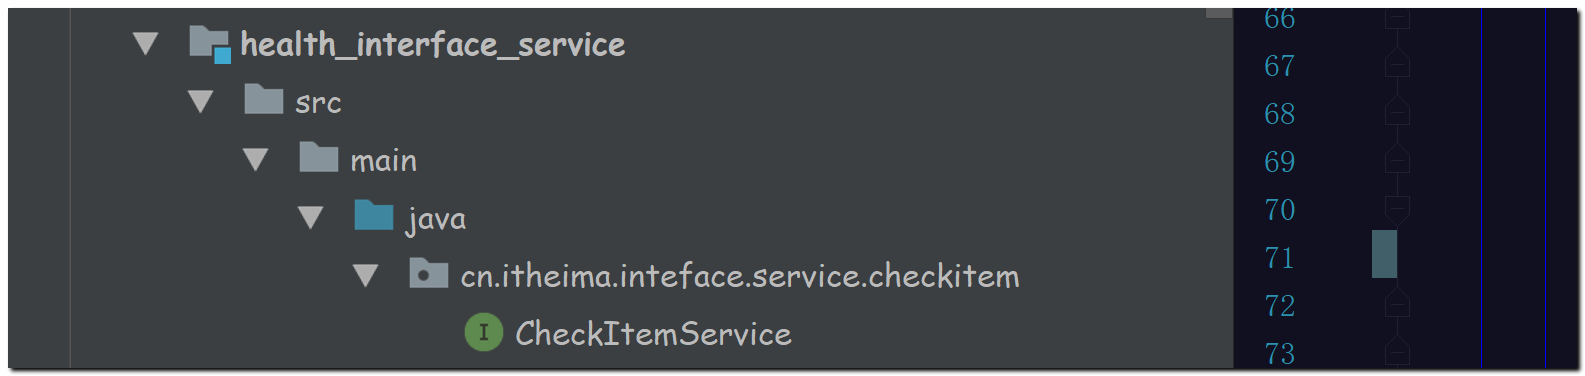 health_interface_service
src
main
java
cn.itheima.inteface.service.checkitem
I CheckItemService
66
67
68
69
70
71
72
73